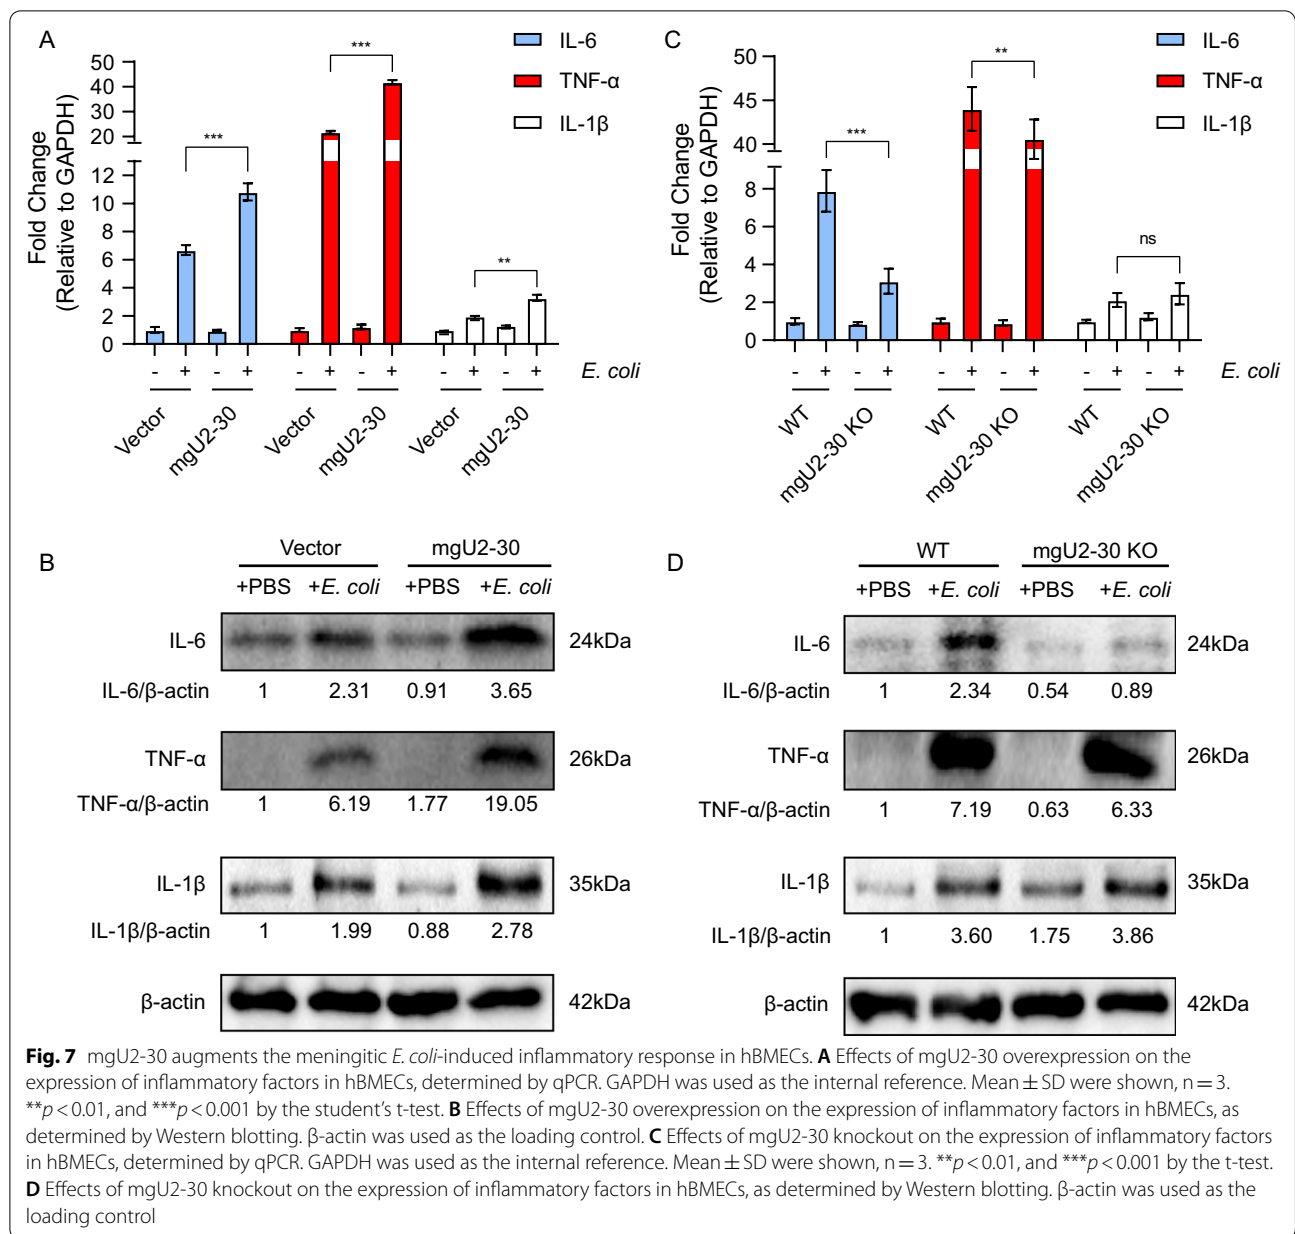 A
IL-6
TNF-α
IL-1β
Fold Change
(Relative to GAPDH)
50
40
30
20
12
10
8
6
4
2
0
***
***
**
- + - + - + - + - + - +
E. coli
Vector mgU2-30 Vector mgU2-30 Vector mgU2-30
C
IL-6
TNF-α
IL-1β
Fold Change
(Relative to GAPDH)
50
45
40
8
6
4
2
0
***
**
ns
- + - + - + - + - + - +
E. coli
WT mgU2-30 KO WT mgU2-30 KO WT mgU2-30 KO
B
Vector mgU2-30
+PBS +E. coli +PBS +E. coli
IL-6 24kDa
IL-6/β-actin 1 2.31 0.91 3.65
TNF-α 26kDa
TNF-α/β-actin 1 6.19 1.77 19.05
IL-1β 35kDa
IL-1β/β-actin 1 1.99 0.88 2.78
β-actin 42kDa
D
WT mgU2-30 KO
+PBS +E. coli +PBS +E. coli
IL-6 24kDa
IL-6/β-actin 1 2.34 0.54 0.89
TNF-α 26kDa
TNF-α/β-actin 1 7.19 0.63 6.33
IL-1β 35kDa
IL-1β/β-actin 1 3.60 1.75 3.86
β-actin 42kDa
Fig. 7 mgU2-30 augments the meningitic E. coli-induced inflammatory response in hBMECs. A Effects of mgU2-30 overexpression on the
expression of inflammatory factors in hBMECs, determined by qPCR. GAPDH was used as the internal reference. Mean ± SD were shown, n = 3.
**p < 0.01, and ***p < 0.001 by the student's t-test. B Effects of mgU2-30 overexpression on the expression of inflammatory factors in hBMECs, as
determined by Western blotting. β-actin was used as the loading control. C Effects of mgU2-30 knockout on the expression of inflammatory factors
in hBMECs, determined by qPCR. GAPDH was used as the internal reference. Mean ± SD were shown, n = 3. **p < 0.01, and ***p < 0.001 by the t-test.
D Effects of mgU2-30 knockout on the expression of inflammatory factors in hBMECs, as determined by Western blotting. β-actin was used as the
loading control